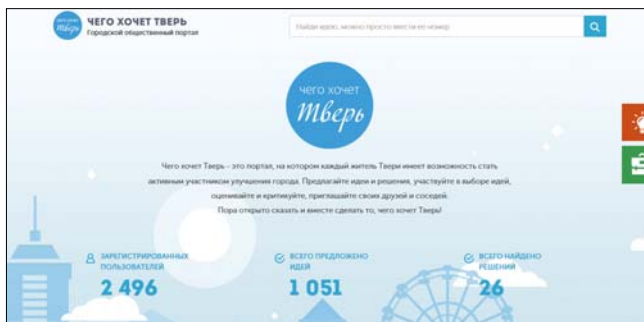 чего хочет
Тверь
ЧЕГО ХОЧЕТ ТВЕРЬ
Городской общественный портал
Найди идею, можно просто ввести ее номер
чего хочет
Тверь
Чего хочет Тверь - это портал, на котором каждый житель Твери имеет возможность стать
активным участником улучшения города. Предлагайте идеи и решения, участвуйте в выборе идей,
оценивайте и критикуйте, приглашайте своих друзей и соседей.
Пора открыто сказать и вместе сделать то, чего хочет Тверь!
ЗАРЕГИСТРИРОВАННЫХ
ПОЛЬЗОВАТЕЛЕЙ
2 496
ВСЕГО ПРЕДЛОЖЕНО
ИДЕЙ
1 051
ВСЕГО НАЙДЕНО
РЕШЕНИЙ
26